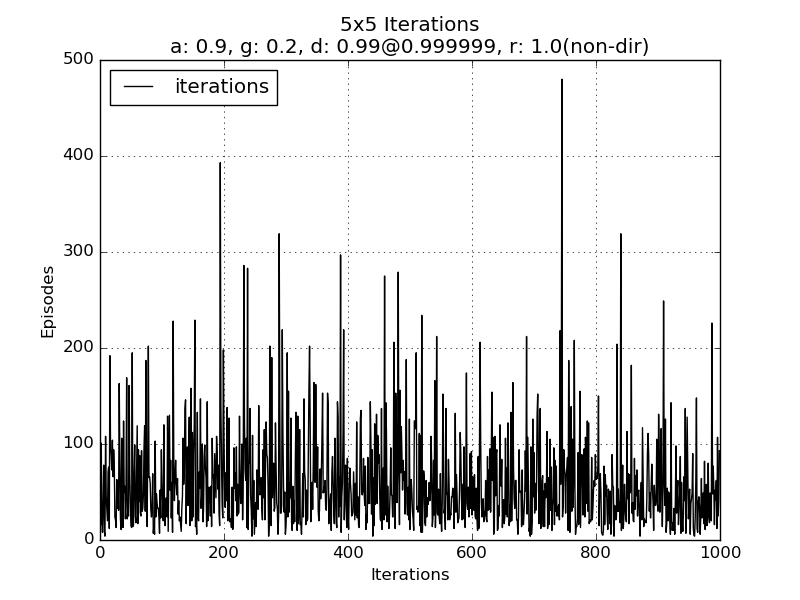 5x5 Iterations
a: 0.9, g: 0.2, d: 0.99@0.999999, r: 1.0(non-dir)
iterations
500
400
300
200
100
0
Episodes
0 200 400 600 800 1000
Iterations